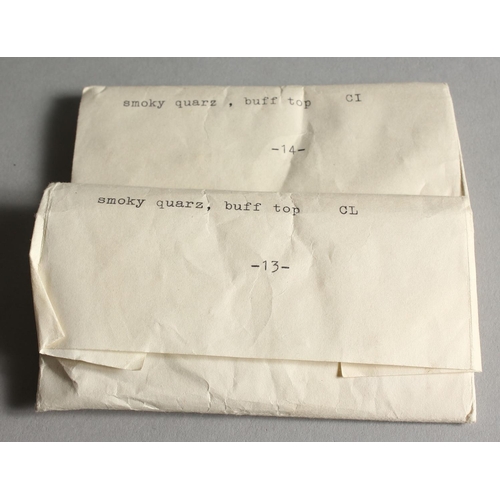 smoky quarz , buff top CI
-14-
smoky quarz, buff top CL
-13-